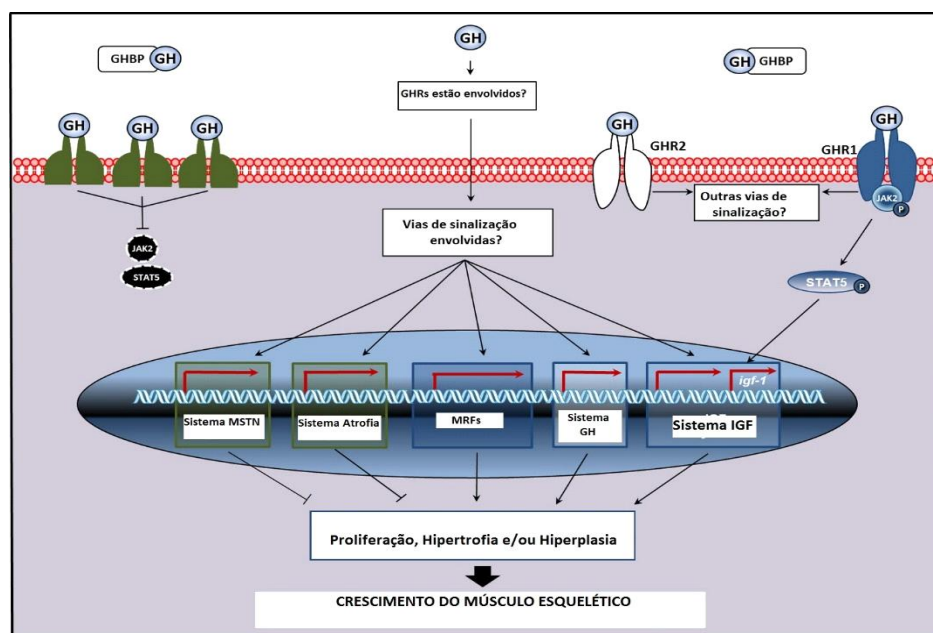 GHBP GH
GH
GH GHBP
GHRs estão envolvidos?
GH GH GH
GH
GHR2
GH
GHR1
JAK2 P
Outras vias de
sinalização?
Vias de sinalização
envolvidas?
JAK2
STAT5
STAT5 P
igf-1
Sistema MSTN
Sistema Atrofia
MRFs
Sistema
GH
Sistema IGF
Proliferação, Hipertrofia e/ou Hiperplasia
CRESCIMENTO DO MÚSCULO ESQUELÉTICO